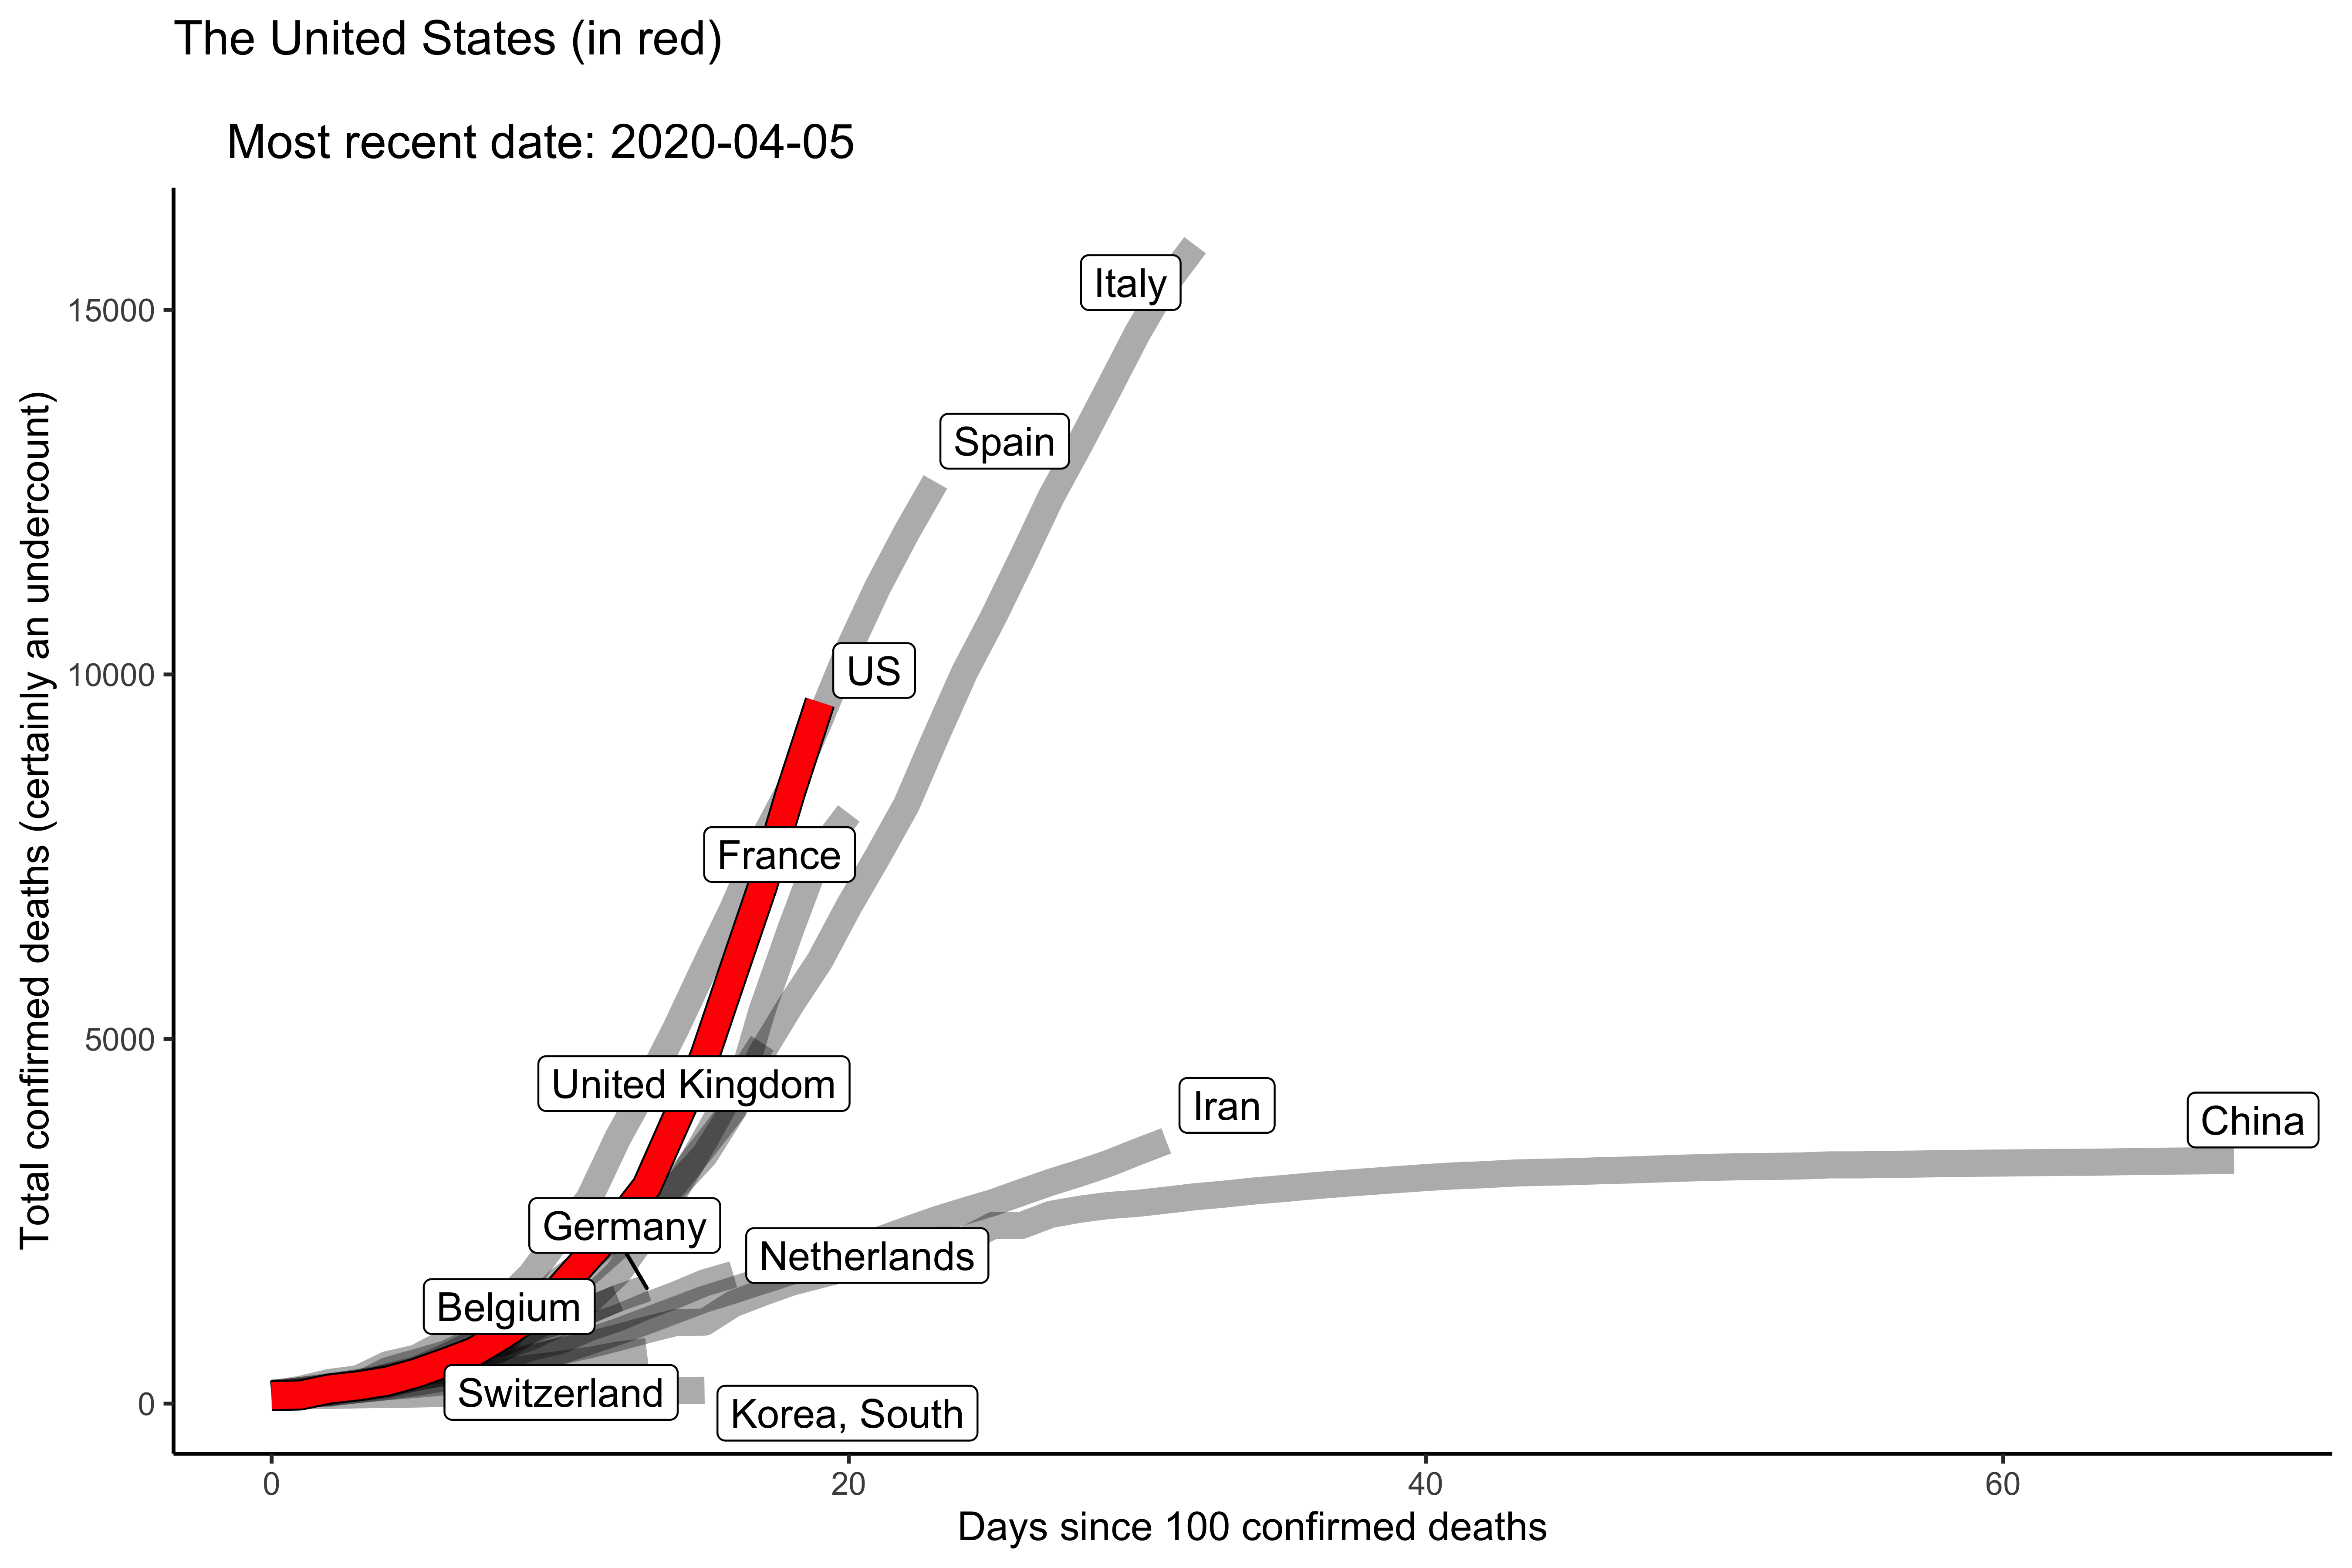 The United States (in red)
Most recent date: 2020-04-05
Total confirmed deaths (certainly an undercount)
15000
10000
5000
0
Italy
Spain
US
France
United Kingdom
Iran
China
Germany
Netherlands
Belgium
Switzerland
Korea, South
0
20
40
60
Days since 100 confirmed deaths